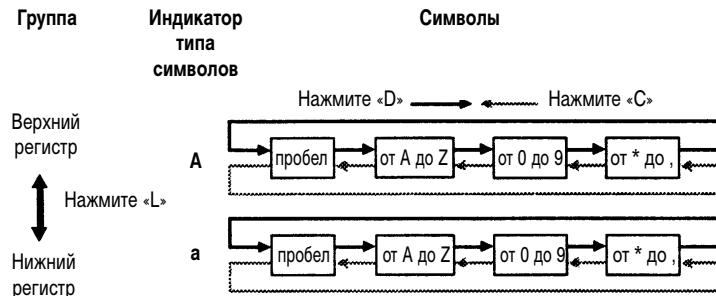 Группа
Индикатор
типа
символов
Символы
Нажмите «D»
Нажмите «C»
Верхний
регистр
A
пробел
от A до Z
от 0 до 9
от * до ,
Нажмите «L»
Нижний
регистр
a
пробел
от A до Z
от 0 до 9
от * до ,